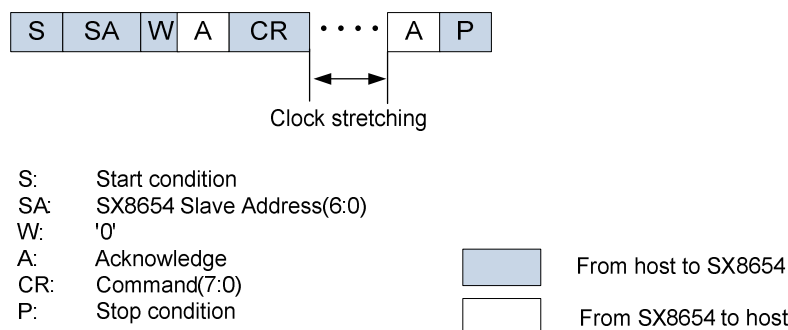 S SA W A CR A P
Clock stretching
S: Start condition
SA: SX8654 Slave Address(6:0)
W: '0'
A: Acknowledge
CR: Command(7:0)
P: Stop condition
From host to SX8654
From SX8654 to host